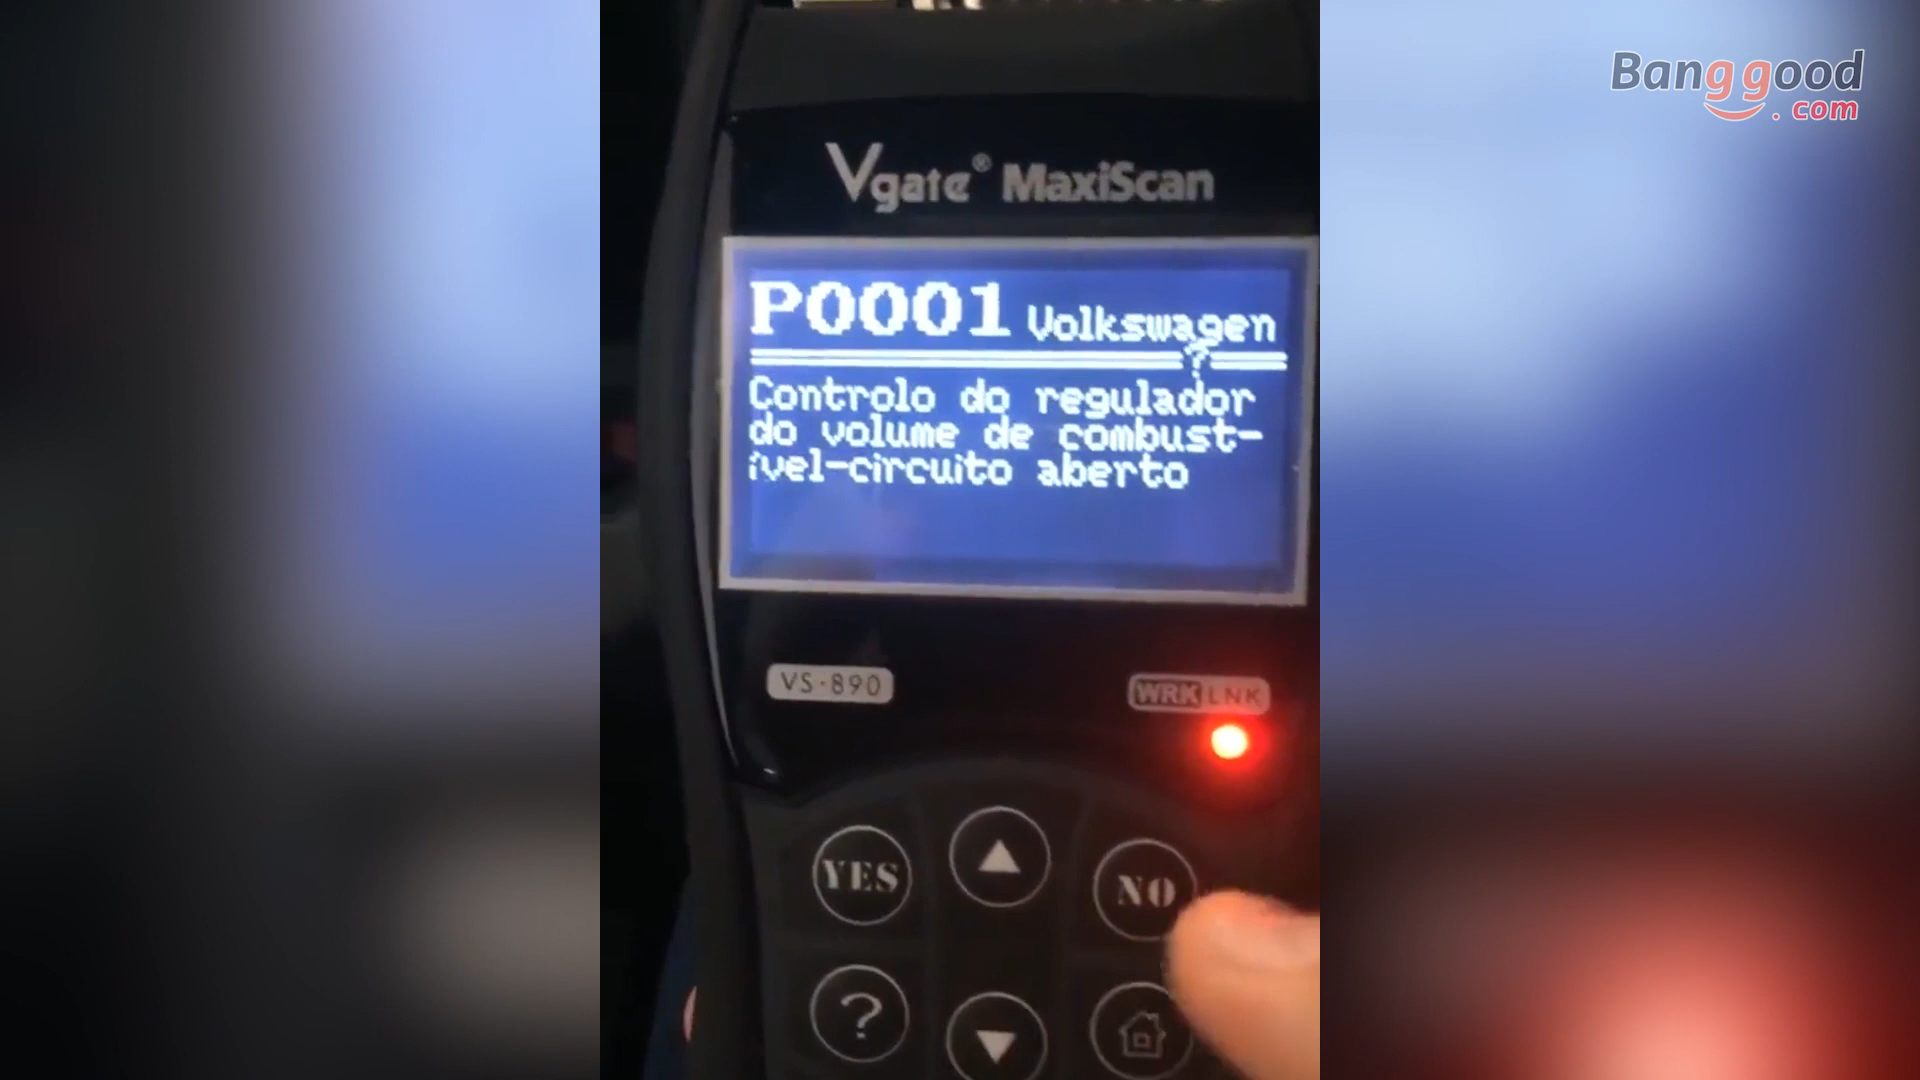 Banggood
.com
Vgate® MaxiScan
P0001 Volkswagen
Controlo do regulador
do volume de combust-
ível-circuito aberto
VS-890
WRK LNK
YES
NO
?